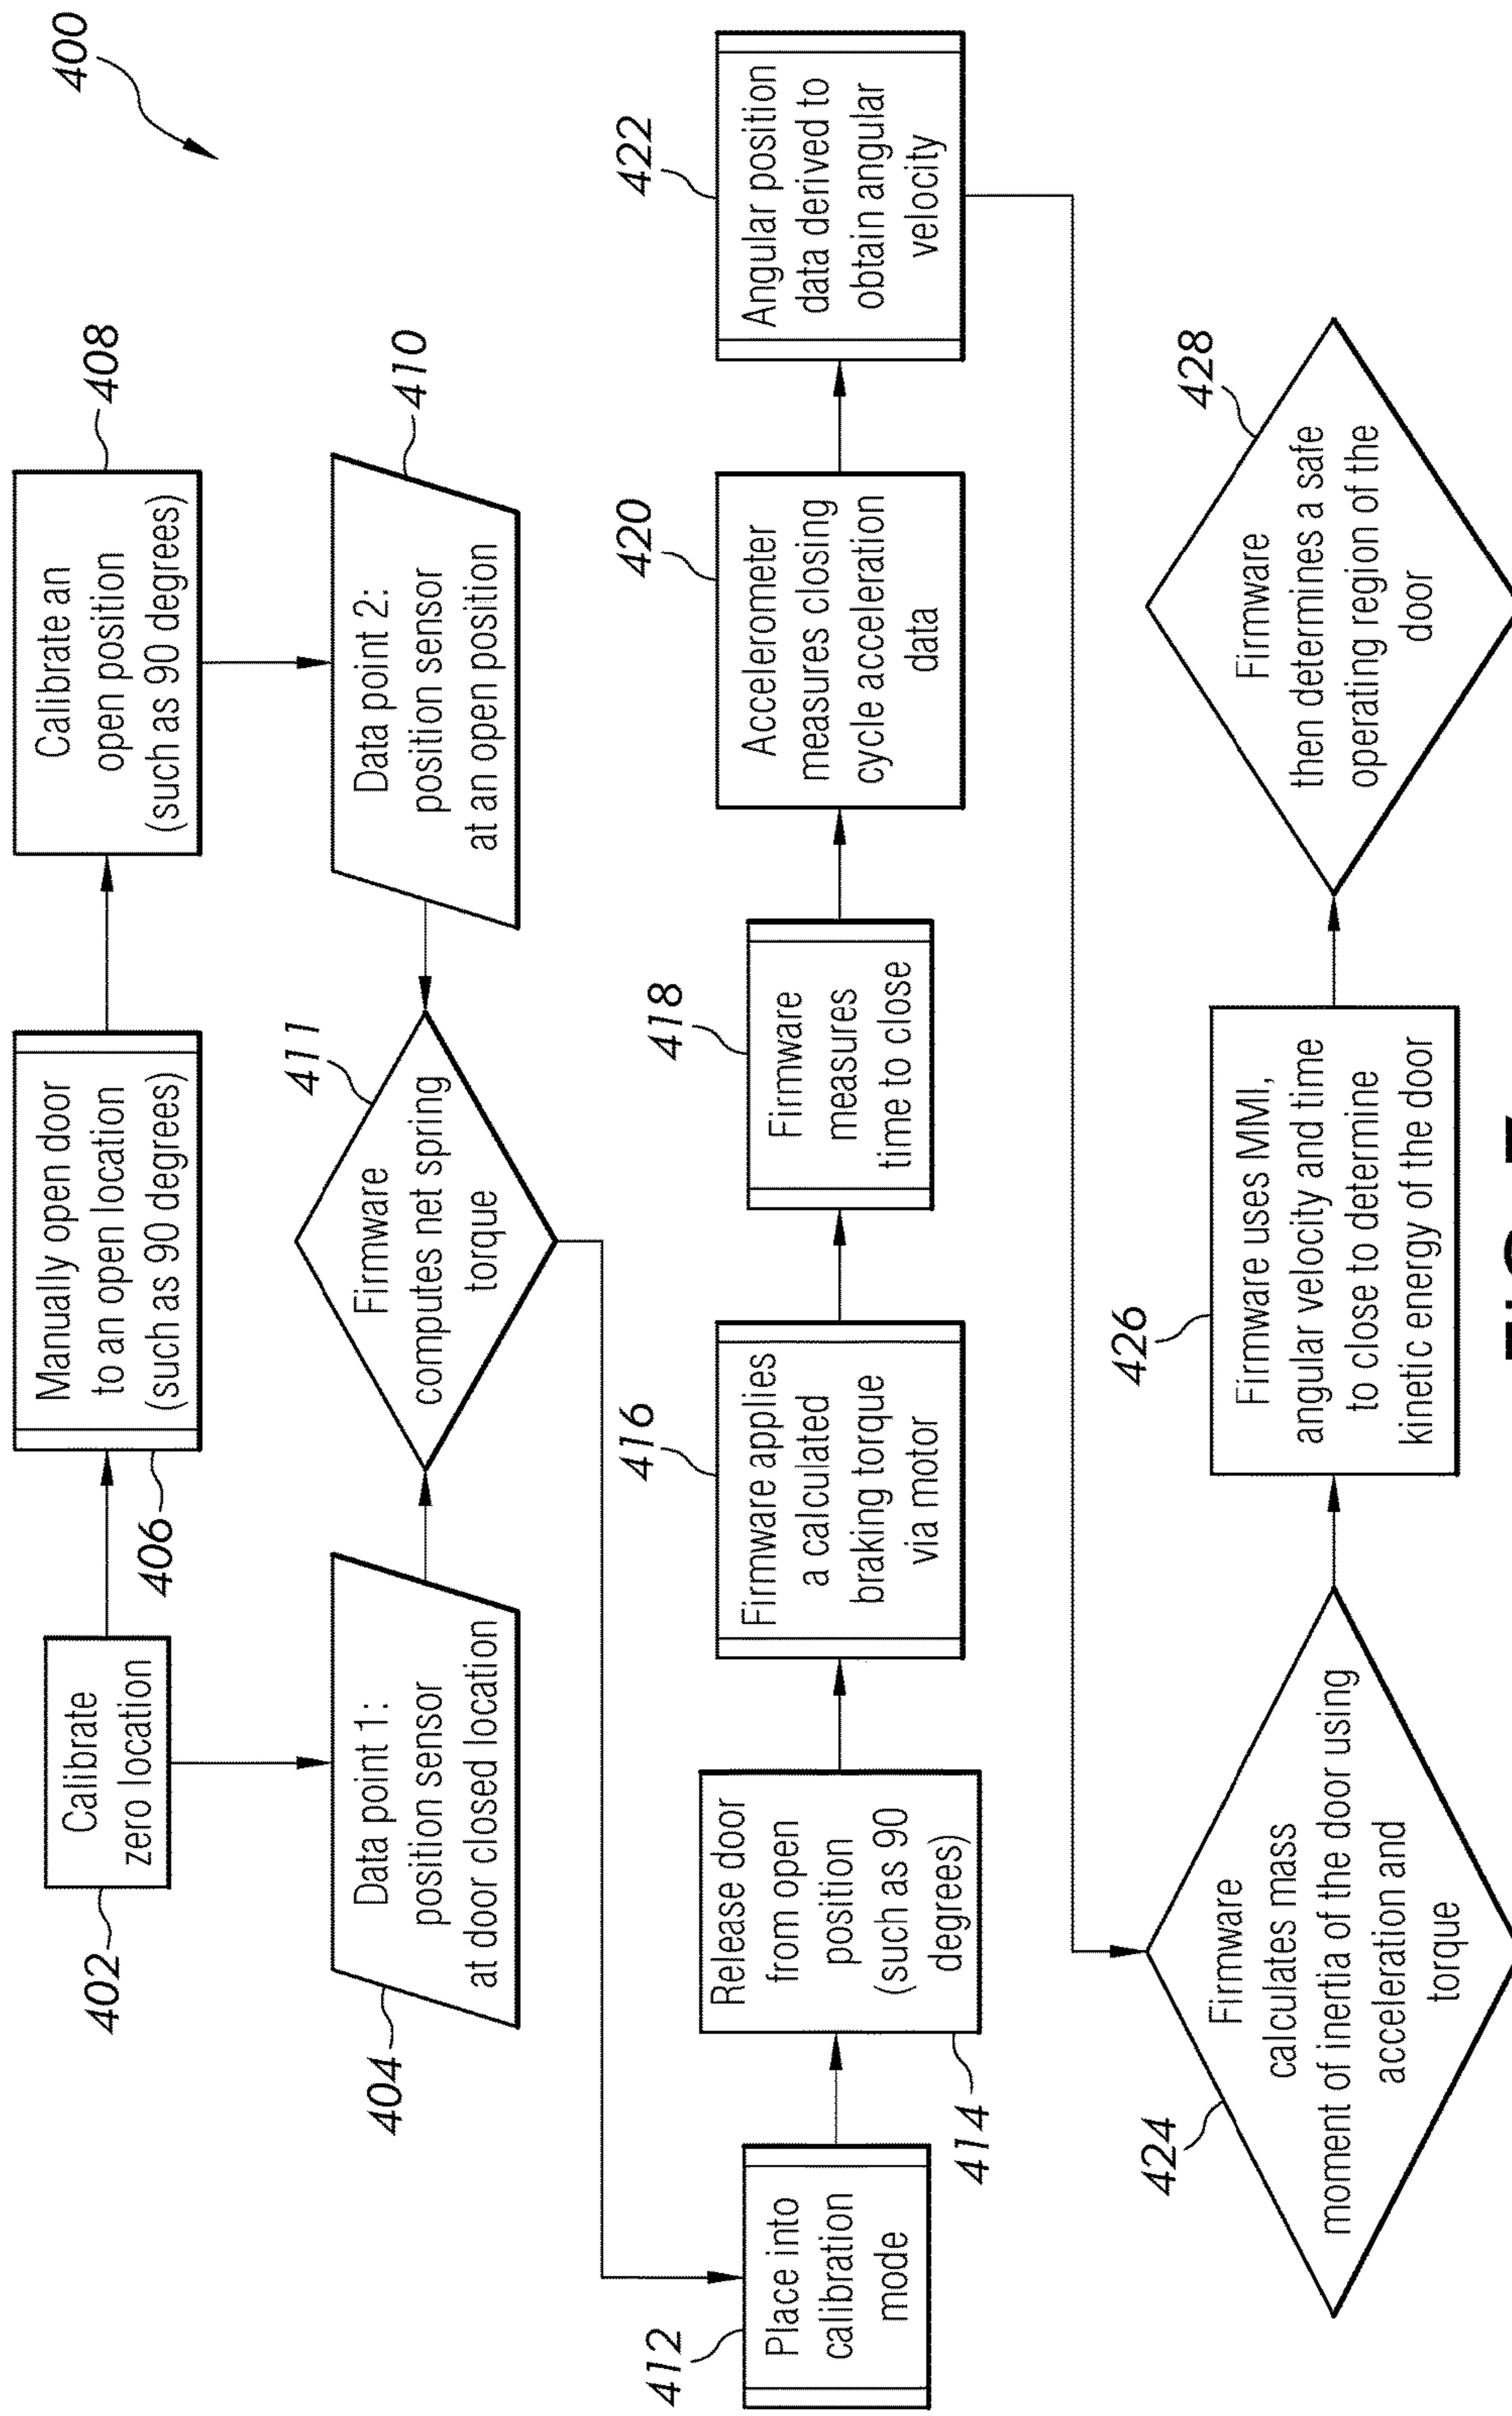 400
402
Calibrate
zero location
406
Manually open door
to an open location
(such as 90 degrees)
408
Calibrate an
open position
(such as 90 degrees)
404
Data point 1:
position sensor
at door closed location
411
Firmware
computes net spring
torque
410
Data point 2:
position sensor
at an open position
412
Place into
calibration
mode
414
Release door
from open
position
(such as 90
degrees)
416
Firmware applies
a calculated
braking torque
via motor
418
Firmware
measures
time to close
420
Accelerometer
measures closing
cycle acceleration
data
422
Angular position
data derived to
obtain angular
velocity
424
Firmware
calculates mass
moment of inertia of the door using
acceleration and
torque
426
Firmware uses MMI,
angular velocity and time
to close to determine
kinetic energy of the door
428
Firmware
then determines a safe
operating region of the
door